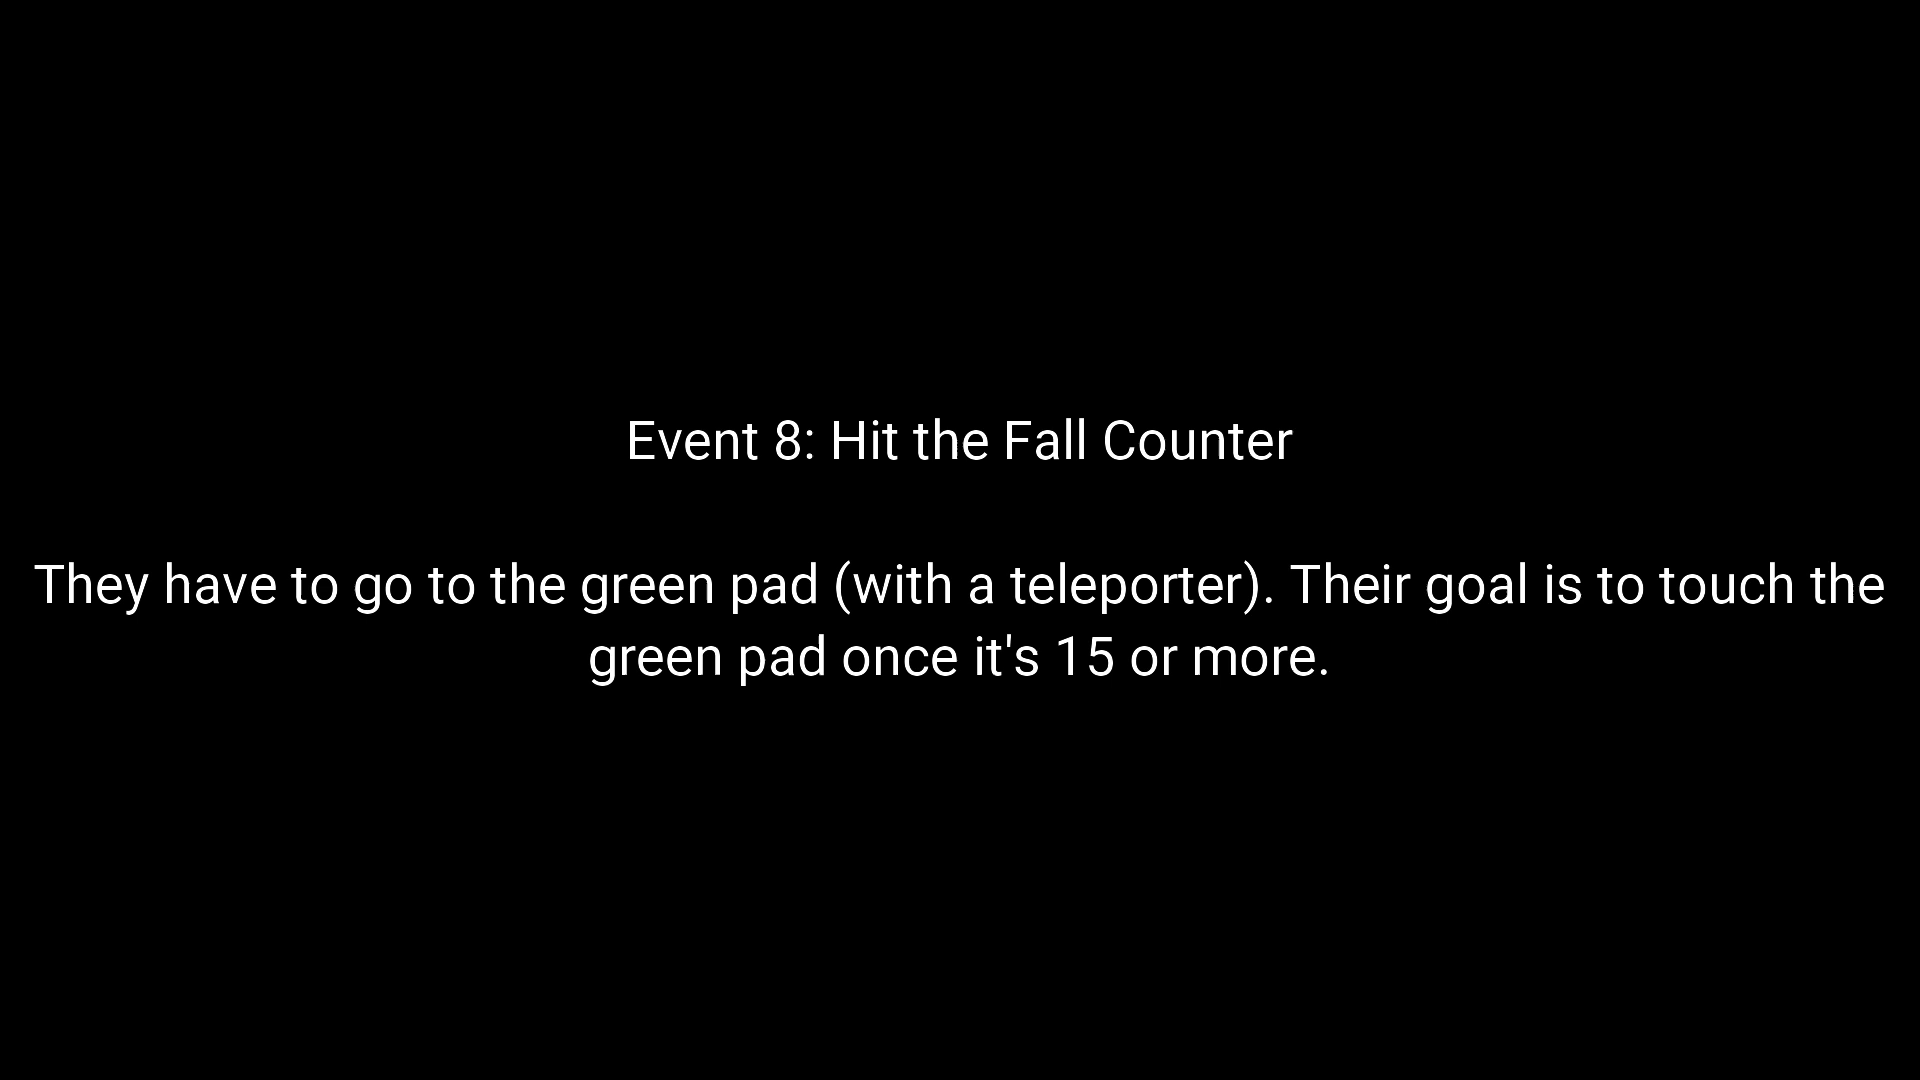 Event 8: Hit the Fall Counter
They have to go to the green pad (with a teleporter). Their goal is to touch the
green pad once it's 15 or more.